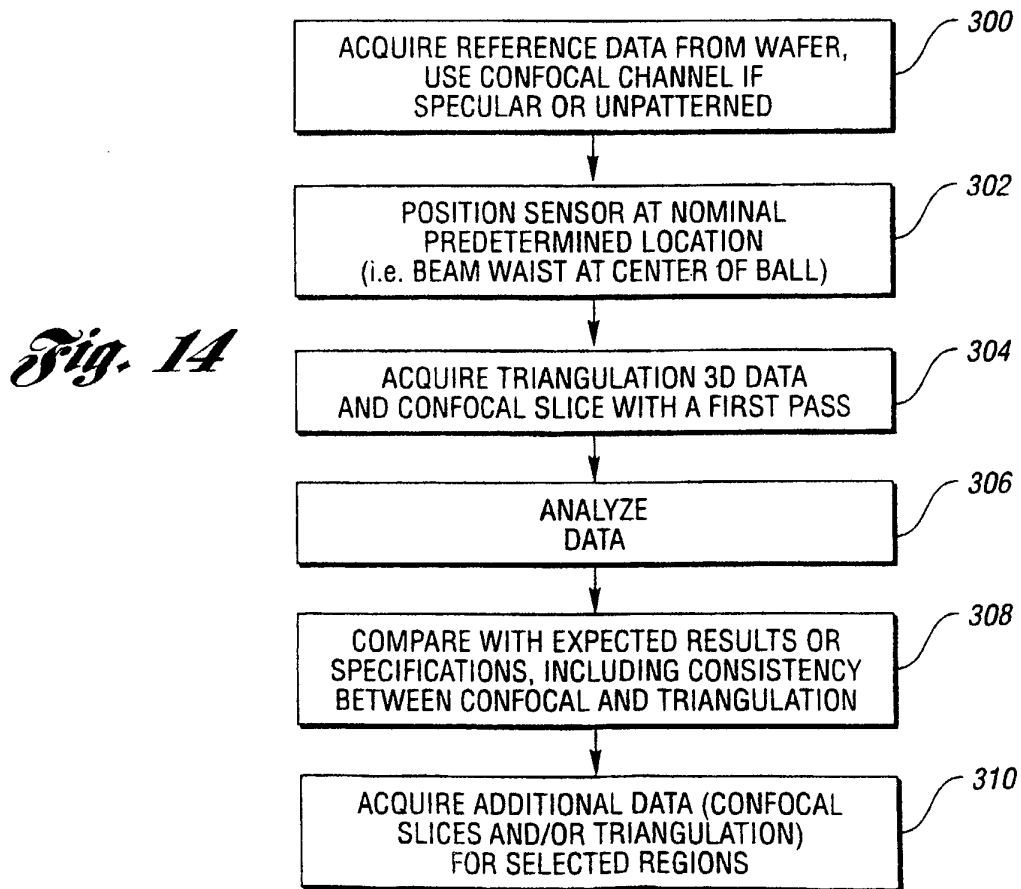 300
ACQUIRE REFERENCE DATA FROM WAFER,
USE CONFOCAL CHANNEL IF
SPECULAR OR UNPATTERNED
302
POSITION SENSOR AT NOMINAL
PREDETERMINED LOCATION
(i.e. BEAM WAIST AT CENTER OF BALL)
Fig. 14
304
ACQUIRE TRIANGULATION 3D DATA
AND CONFOCAL SLICE WITH A FIRST PASS
306
ANALYZE
DATA
308
COMPARE WITH EXPECTED RESULTS OR
SPECIFICATIONS, INCLUDING CONSISTENCY
BETWEEN CONFOCAL AND TRIANGULATION
310
ACQUIRE ADDITIONAL DATA (CONFOCAL
SLICES AND/OR TRIANGULATION)
FOR SELECTED REGIONS